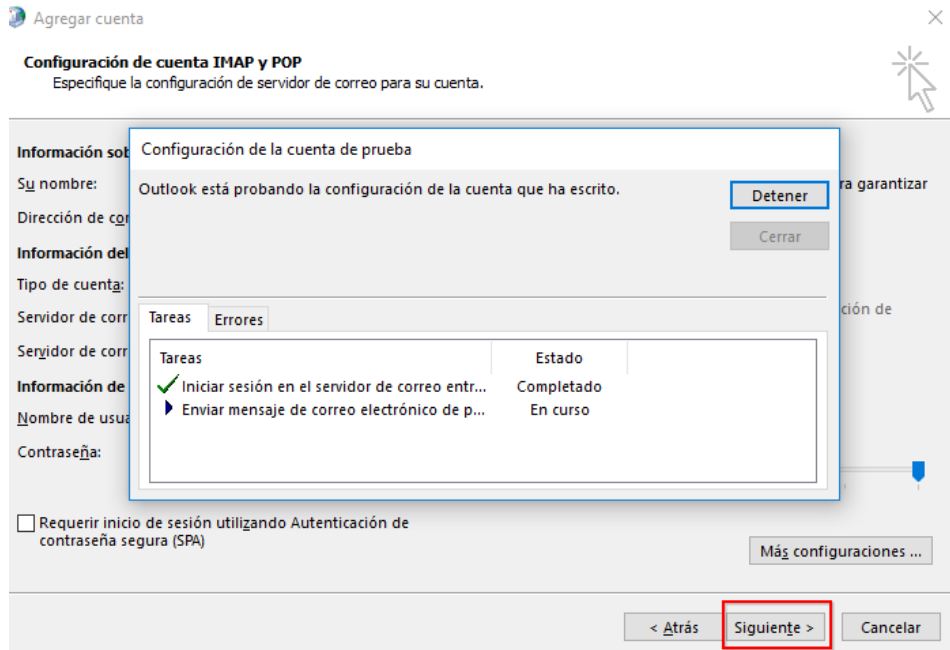 Agregar cuenta
Configuración de cuenta IMAP y POP
Especifique la configuración de servidor de correo para su cuenta.
Información sob
Configuración de la cuenta de prueba
Su nombre:
Outlook está probando la configuración de la cuenta que ha escrito.
ra garantizar
Detener
Dirección de cor
Cerrar
Información del
Tipo de cuenta:
Servidor de corr
Tareas
Errores
ción de
Servidor de corr
Tareas
Estado
Información de
Iniciar sesión en el servidor de correo entr...
Completado
Nombre de usua
Enviar mensaje de correo electrónico de p...
En curso
Contraseña:
Requerir inicio de sesión utilizando Autenticación de
contraseña segura (SPA)
Más configuraciones ...
< Atrás
Siguiente >
Cancelar